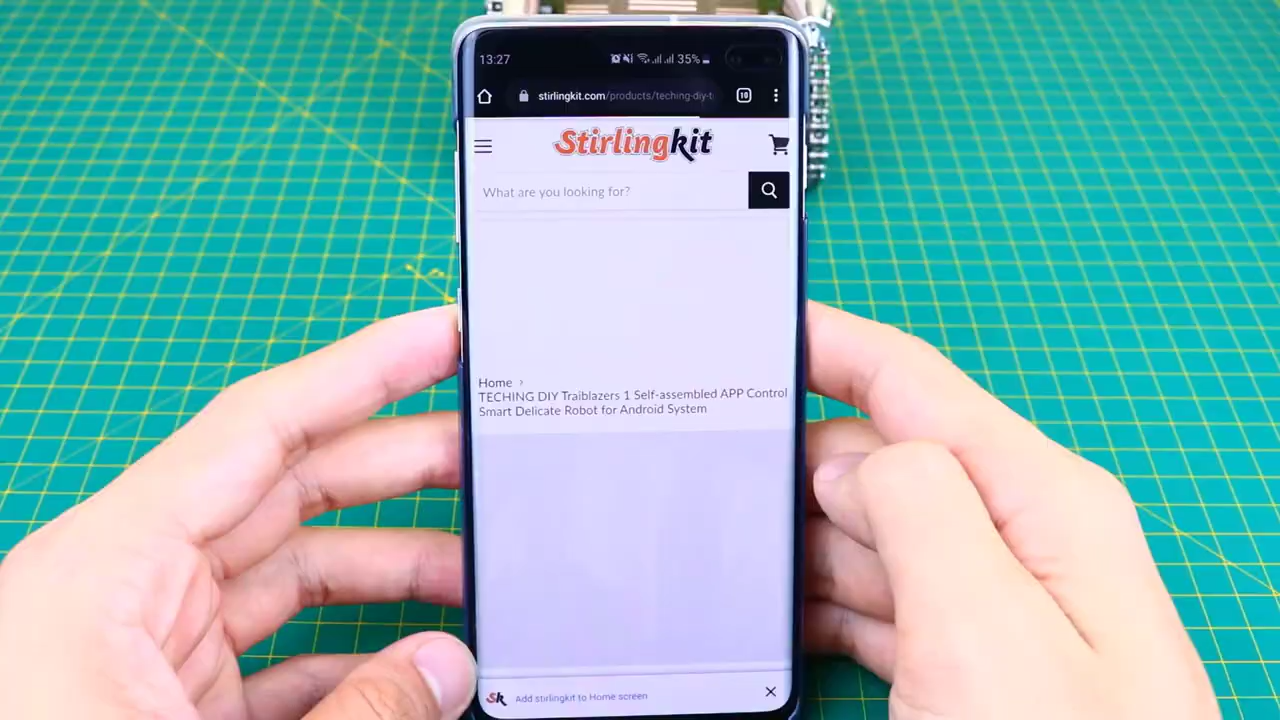 13:27 35%
stirlingkit.com/products/teching-diy-t
10
Stirlingkit
What are you looking for?
Home ›
TECHING DIY Traiblazers 1 Self-assembled APP Control
Smart Delicate Robot for Android System
Sk Add stirlingkit to Home screen